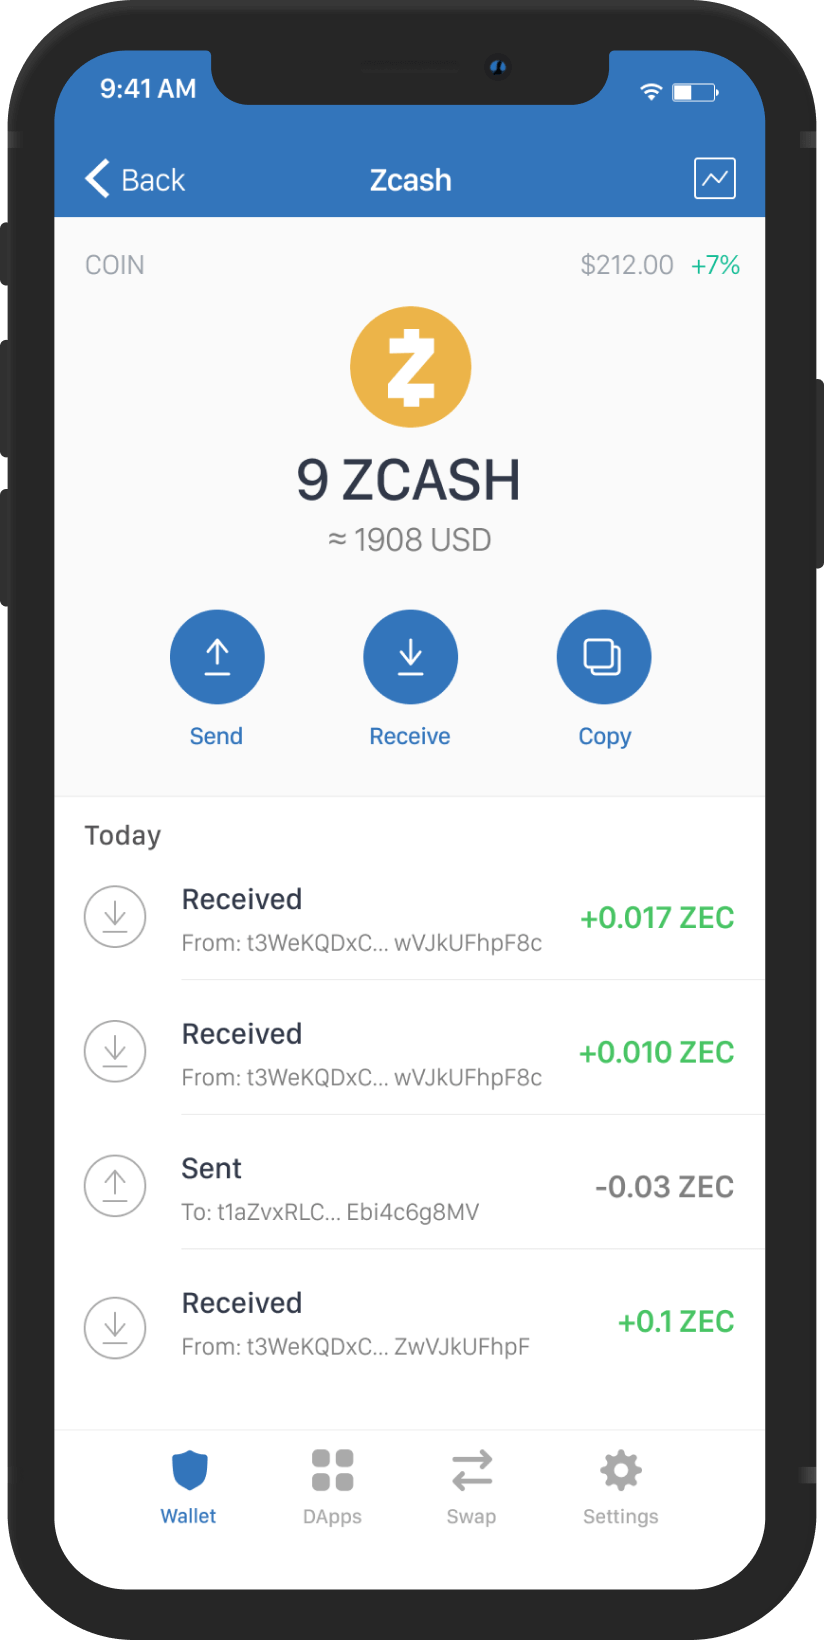 9:41 AM
Back
Zcash
COIN
$212.00 +7%
9 ZCASH
≈ 1908 USD
Send
Receive
Copy
Today
Received
+0.017 ZEC
From: t3WeKQDxC... wVJkUFhpF8c
Received
+0.010 ZEC
From: t3WeKQDxC... wVJkUFhpF8c
Sent
-0.03 ZEC
To: t1aZvxRLC... Ebi4c6g8MV
Received
+0.1 ZEC
From: t3WeKQDxC... ZwVJkUFhpF
Wallet
DApps
Swap
Settings